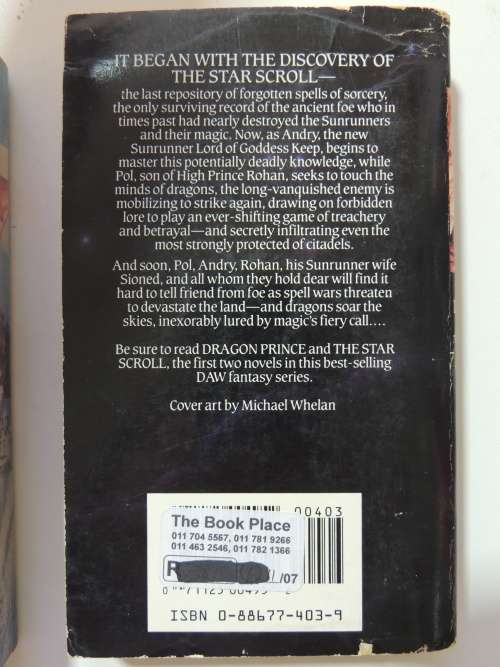 IT BEGAN WITH THE DISCOVERY OF
THE STAR SCROLL—
the last repository of forgotten spells of sorcery,
the only surviving record of the ancient foe who in
times past had nearly destroyed the Sunrunners
and their magic. Now, as Andry, the new
Sunrunner Lord of Goddess Keep, begins to
master this potentially deadly knowledge, while
Pol, son of High Prince Rohan, seeks to touch the
minds of dragons, the long-vanquished enemy is
mobilizing to strike again, drawing on forbidden
lore to play an ever-shifting game of treachery
and betrayal—and secretly infiltrating even the
most strongly protected of citadels.
And soon, Pol, Andry, Rohan, his Sunrunner wife
Sioned, and all whom they hold dear will find it
hard to tell friend from foe as spell wars threaten
to devastate the land—and dragons soar the
skies, inexorably lured by magic's fiery call....
Be sure to read DRAGON PRINCE and THE STAR
SCROLL, the first two novels in this best-selling
DAW fantasy series.
Cover art by Michael Whelan
00403
The Book Place
011 704 5567, 011 781 9266
011 463 2546, 011 782 1366
R /07
ISBN 0-88677-403-9